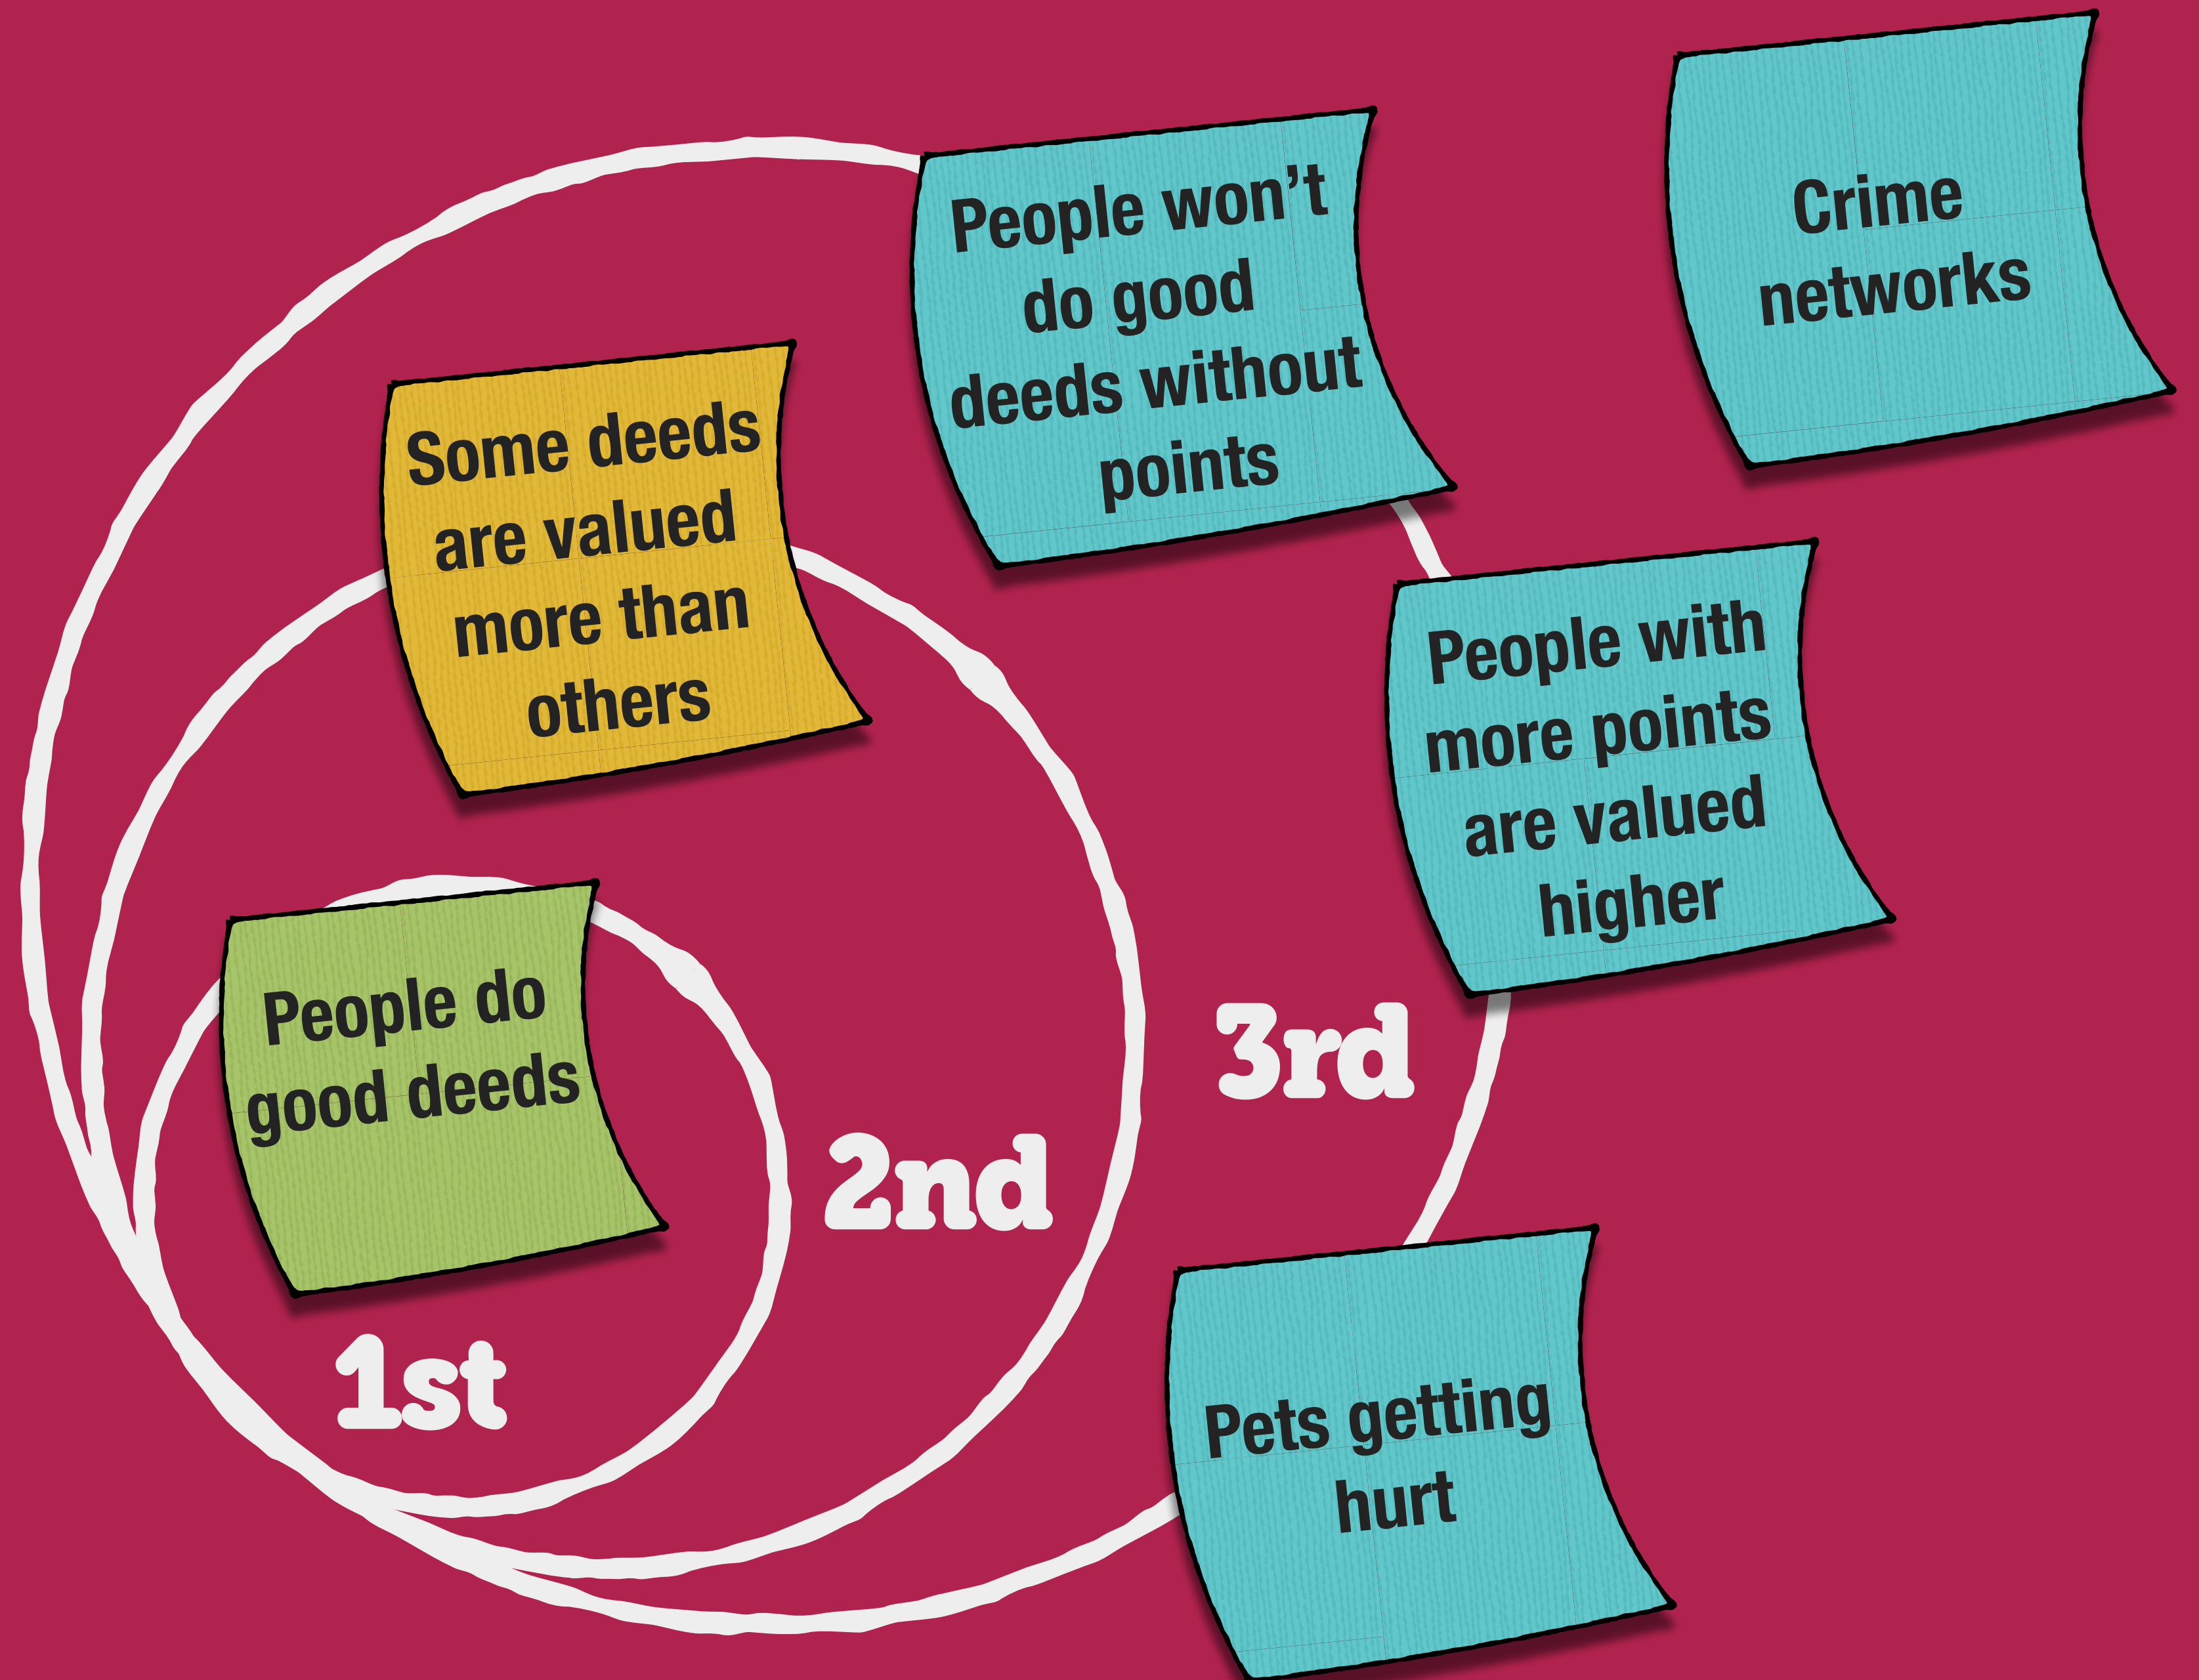 People won’t
do good
deeds without
points
Crime
networks
Some deeds
are valued
more than
others
People with
more points
are valued
higher
People do
good deeds
3rd
2nd
1st
Pets getting
hurt